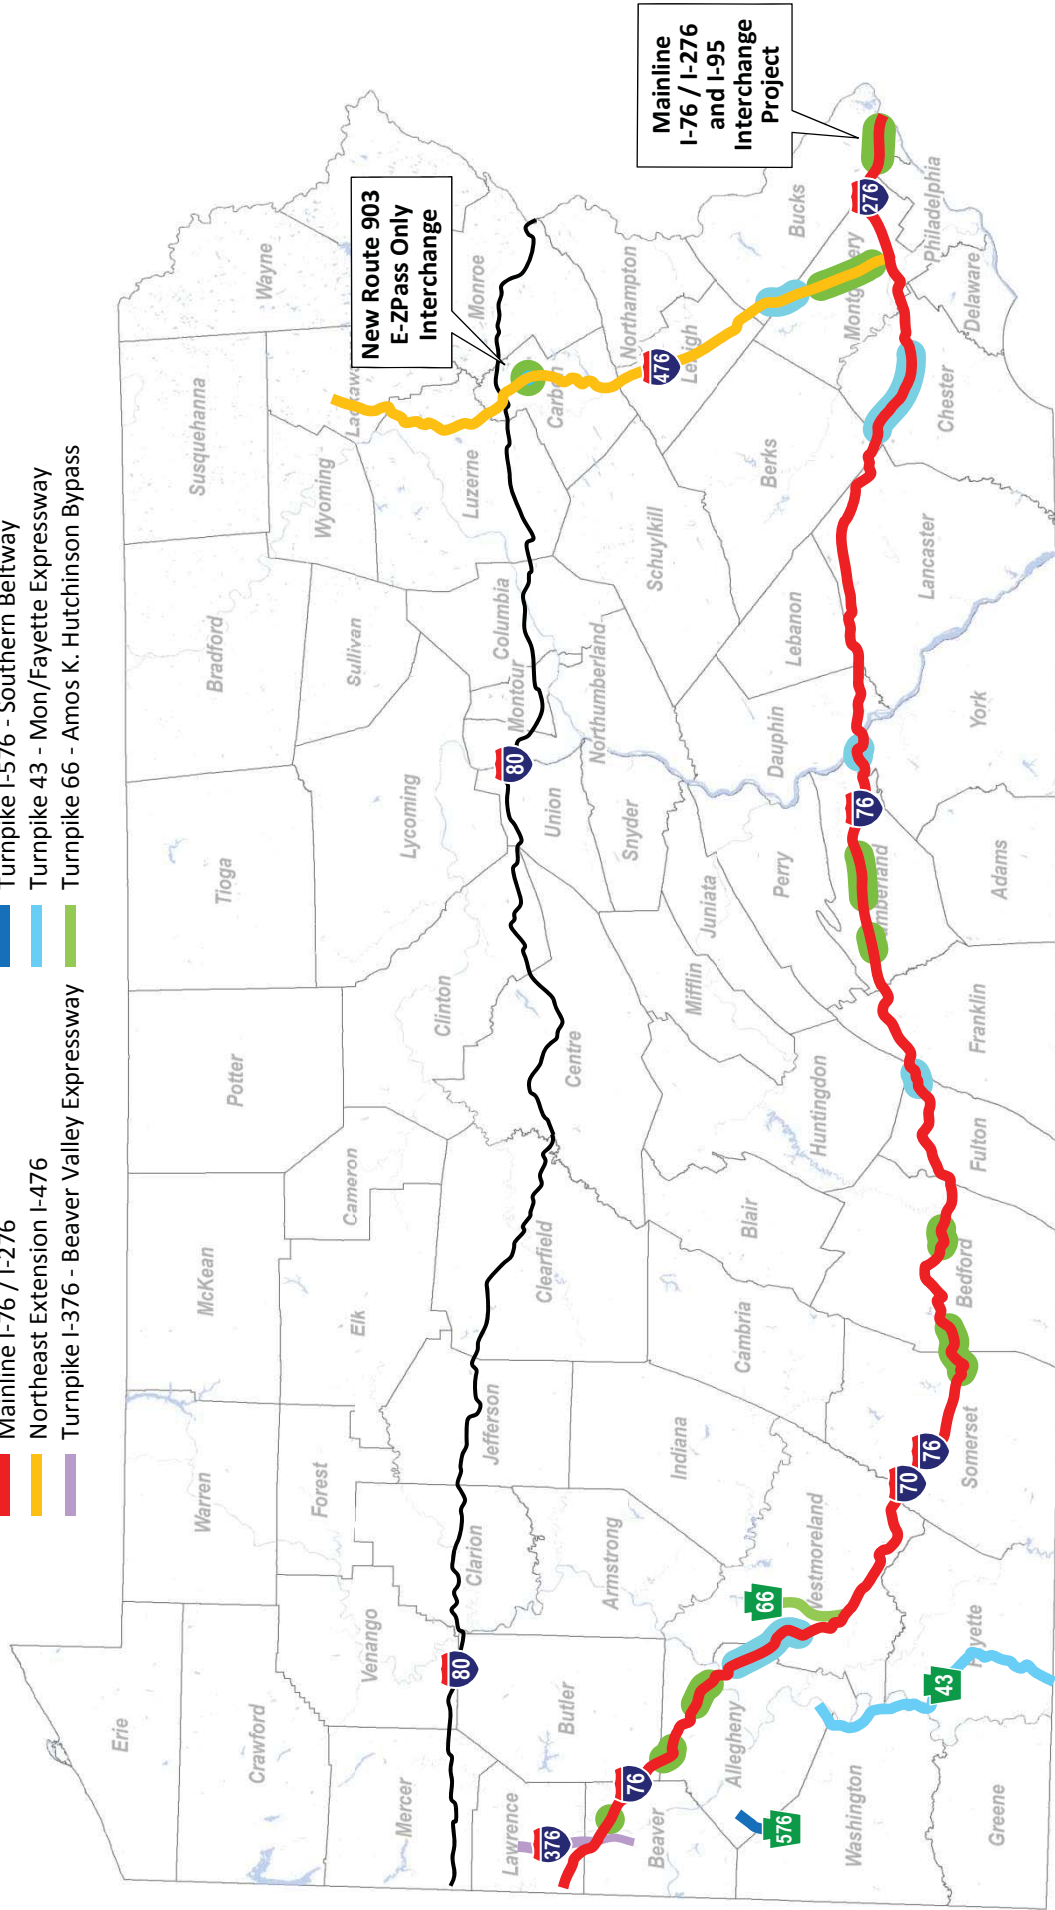 Mainline I-76 / I-276
Northeast Extension I-476
Turnpike I-376 - Beaver Valley Expressway
Turnpike I-576 - Southern Beltway
Turnpike 43 - Mon/Fayette Expressway
Turnpike 66 - Amos K. Hutchinson Bypass
Erie
Crawford
Mercer
Lawrence
Beaver
Washington
Greene
Warren
Venango
Forest
Butler
Clarion
Armstrong
Allegheny
Westmoreland
Fayette
McKean
Elk
Cameron
Jefferson
Clearfield
Indiana
Cambria
Blair
Somerset
Bedford
Potter
Clinton
Centre
Huntingdon
Mifflin
Juniata
Fulton
Franklin
Tioga
Lycoming
Union
Snyder
Perry
Adams
Bradford
Sullivan
Columbia
Montour
Northumberland
Dauphin
Lebanon
York
Susquehanna
Wyoming
Luzerne
Schuylkill
Berks
Lancaster
Chester
Wayne
Monroe
Northampton
Bucks
Philadelphia
Delaware
80
80
376
76
576
43
66
70
76
76
476
276
New Route 903
E-ZPass Only
Interchange
Mainline
I-76 / I-276
and I-95
Interchange
Project